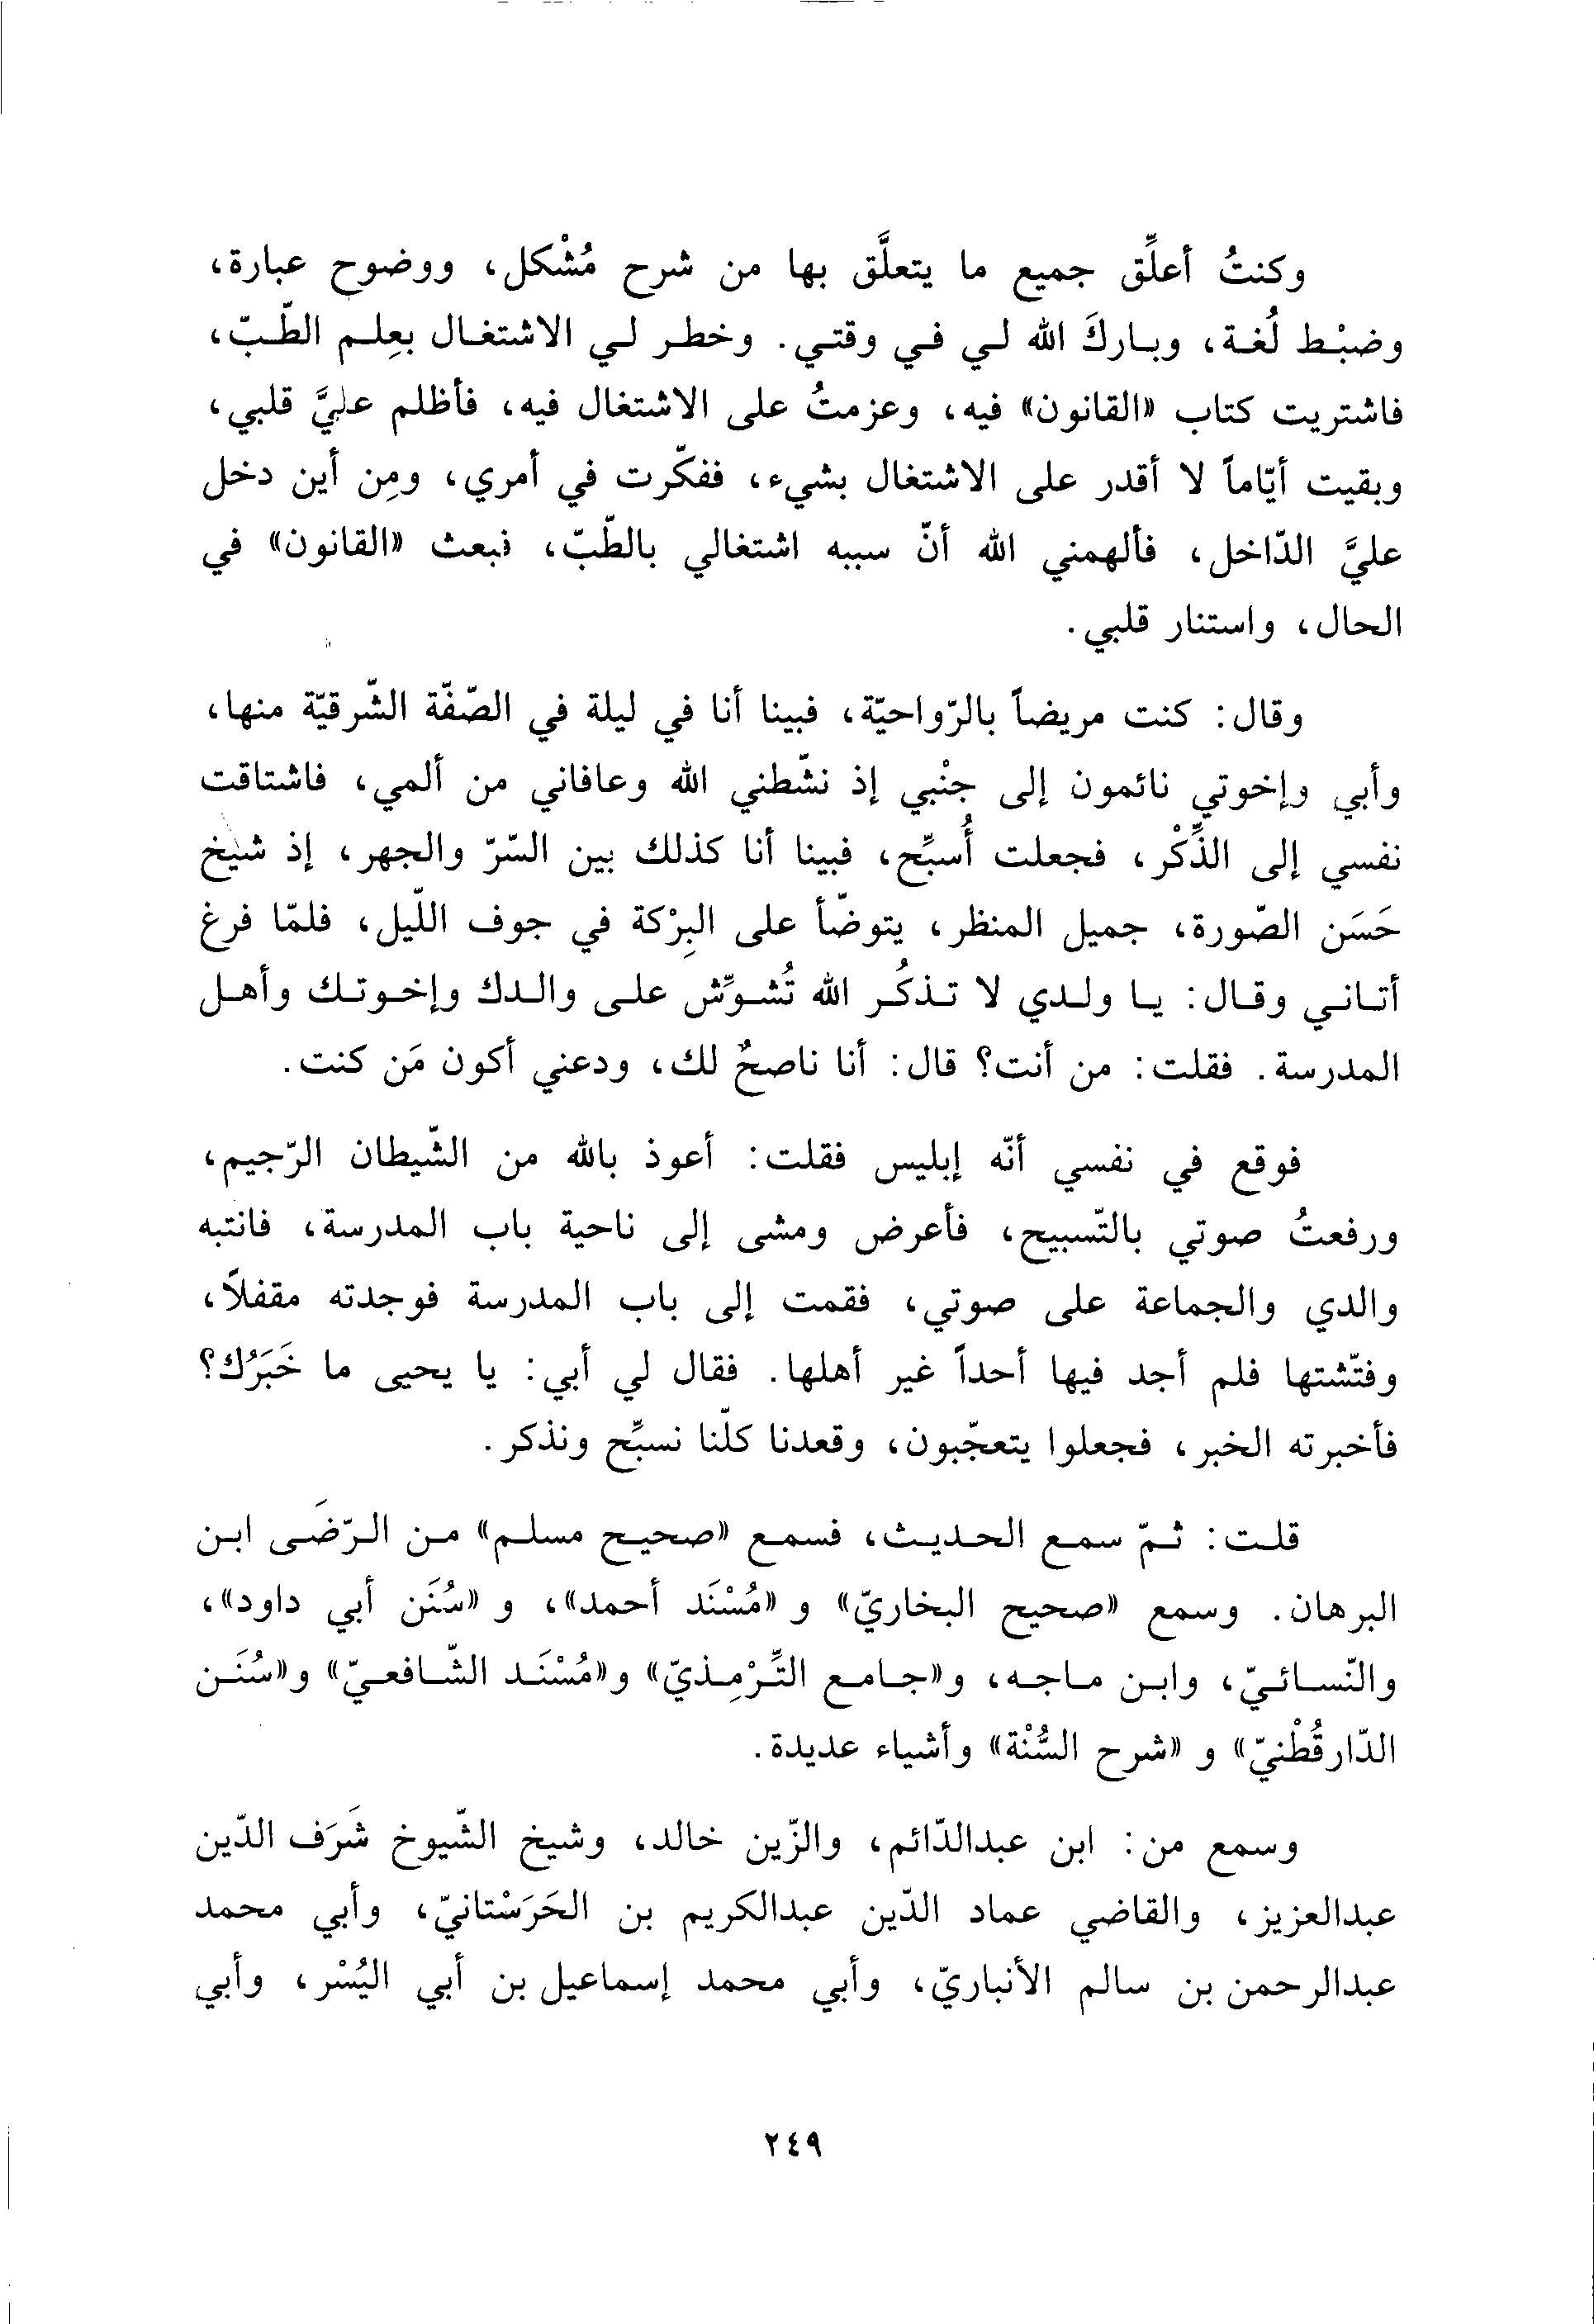 وكنتُ أعلِّق جميع ما يتعلَّق بها من شرح مُشْكل، ووضوح عبارة،
وضبْط لُغة، وباركَ الله لي في وقتي. وخطر لي الاشتغال بعِلم الطّبّ،
فاشتريت كتاب «القانون» فيه، وعزمتُ على الاشتغال فيه، فأظلم عليَّ قلبي،
وبقيت أيّاماً لا أقدر على الاشتغال بشيء، ففكّرت في أمري، ومِن أين دخل
عليَّ الدّاخل، فألهمني الله أنّ سببه اشتغالي بالطّبّ، فبعث «القانون» في
الحال، واستنار قلبي.
وقال: كنت مريضاً بالرّواحيّة، فبينا أنا في ليلة في الصّفّة الشّرقيّة منها،
وأبي وإخوتي نائمون إلى جنْبي إذ نشّطني الله وعافاني من ألمي، فاشتاقت
نفسي إلى الذِّكْر، فجعلت أُسبِّح، فبينا أنا كذلك بين السّرّ والجهر، إذ شيخ
حَسَن الصّورة، جميل المنظر، يتوضّأ على البِرْكة في جوف اللّيل، فلمّا فرغ
أتاني وقال: يا ولدي لا تذكُر الله تُشوِّش على والدك وإخوتك وأهل
المدرسة. فقلت: من أنت؟ قال: أنا ناصحٌ لك، ودعني أكون مَن كنت.
فوقع في نفسي أنّه إبليس فقلت: أعوذ بالله من الشّيطان الرّجيم،
ورفعتُ صوتي بالتّسبيح، فأعرض ومشى إلى ناحية باب المدرسة، فانتبه
والدي والجماعة على صوتي، فقمت إلى باب المدرسة فوجدته مقفلاً،
وفتّشتها فلم أجد فيها أحداً غير أهلها. فقال لي أبي: يا يحيى ما خَبَرُك؟
فأخبرته الخبر، فجعلوا يتعجّبون، وقعدنا كلّنا نسبِّح ونذكر.
قلت: ثمّ سمع الحديث، فسمع «صحيح مسلم» من الرّضَى ابن
البرهان. وسمع «صحيح البخاريّ» و «مُسْنَد أحمد»، و «سُنَن أبي داود»،
والنّسائيّ، وابن ماجه، و«جامع التِّرْمِذيّ» و«مُسْنَد الشّافعيّ» و«سُنَن
الدّارقُطْنيّ» و «شرح السُّنْة» وأشياء عديدة.
وسمع من: ابن عبدالدّائم، والزّين خالد، وشيخ الشّيوخ شَرَف الدّين
عبدالعزيز، والقاضي عماد الدّين عبدالكريم بن الحَرَسْتانيّ، وأبي محمد
عبدالرحمن بن سالم الأنباريّ، وأبي محمد إسماعيل بن أبي اليُسْر، وأبي
٢٤٩